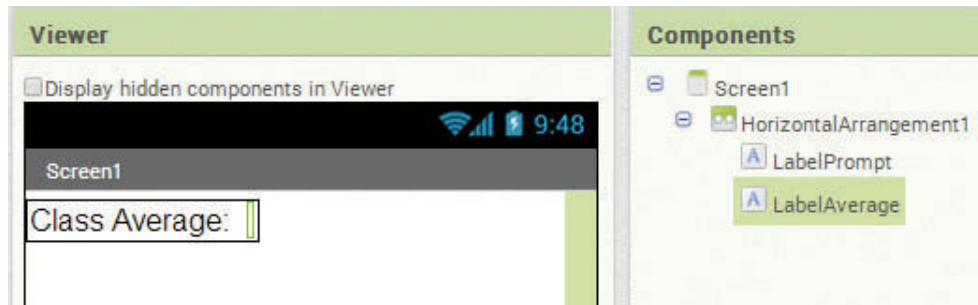 Viewer
Display hidden components in Viewer
9:48
Screen1
Class Average:
Components
Screen1
HorizontalArrangement1
A LabelPrompt
A LabelAverage